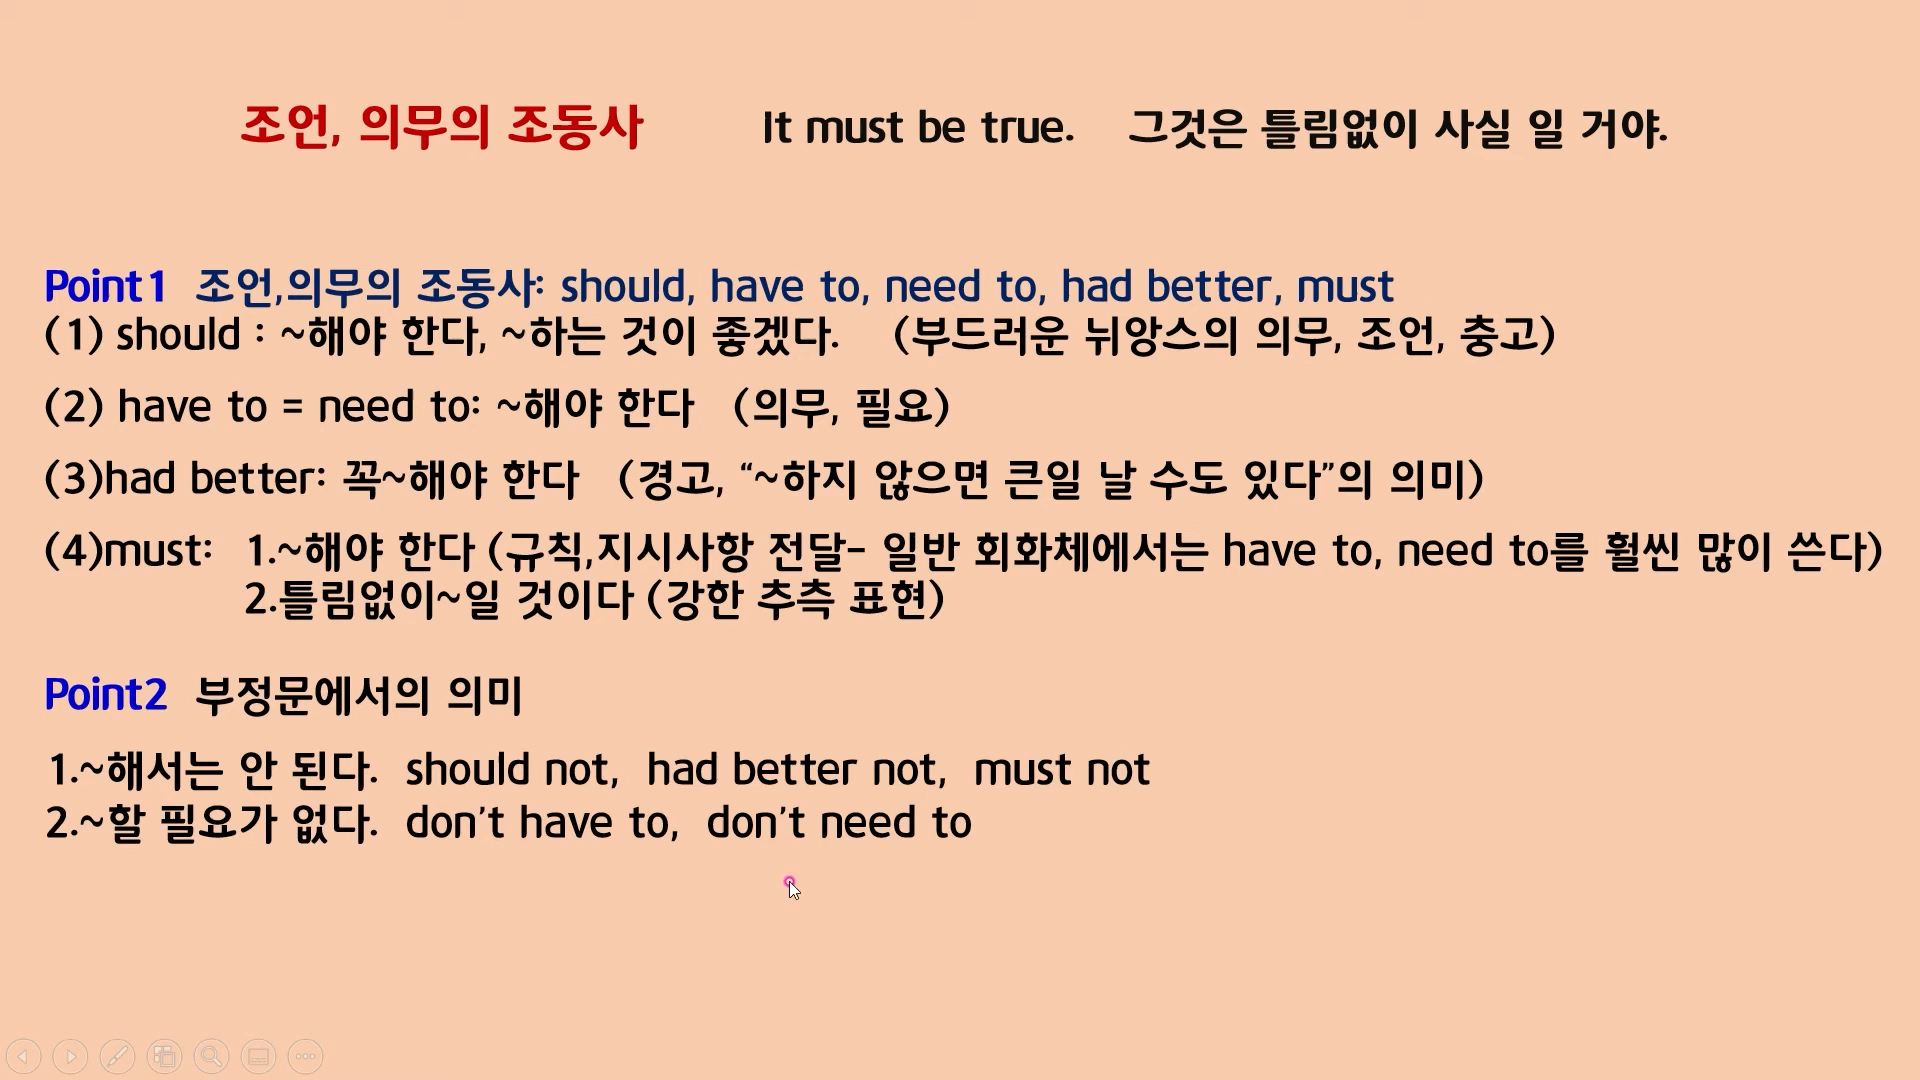 조언, 의무의 조동사 It must be true. 그것은 틀림없이 사실 일 거야.
Point1 조언,의무의 조동사: should, have to, need to, had better, must
(1) should : ~해야 한다, ~하는 것이 좋겠다. (부드러운 뉘앙스의 의무, 조언, 충고)
(2) have to = need to: ~해야 한다 (의무, 필요)
(3)had better: 꼭~해야 한다 (경고, “~하지 않으면 큰일 날 수도 있다”의 의미)
(4)must: 1.~해야 한다 (규칙,지시사항 전달- 일반 회화체에서는 have to, need to를 훨씬 많이 쓴다)
2.틀림없이~일 것이다 (강한 추측 표현)
Point2 부정문에서의 의미
1.~해서는 안 된다. should not, had better not, must not
2.~할 필요가 없다. don’t have to, don’t need to